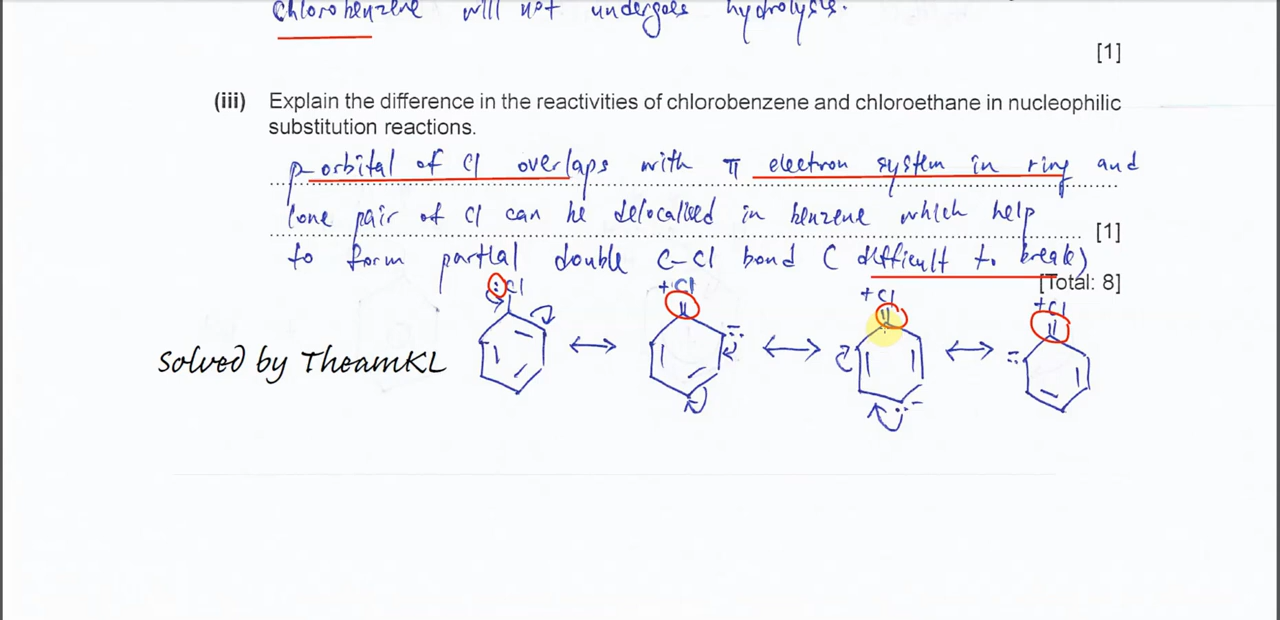 Chlorobenzene will not undergoes hydrolysis.
[1]
(iii) Explain the difference in the reactivities of chlorobenzene and chloroethane in nucleophilic
substitution reactions.
p-orbital of Cl overlaps with π electron system in ring and
lone pair of Cl can be delocalised in benzene which help
[1]
to form partial double C-Cl bond (difficult to break)
[Total: 8]
:Cl +Cl +Cl +Cl
Solved by TheamKL